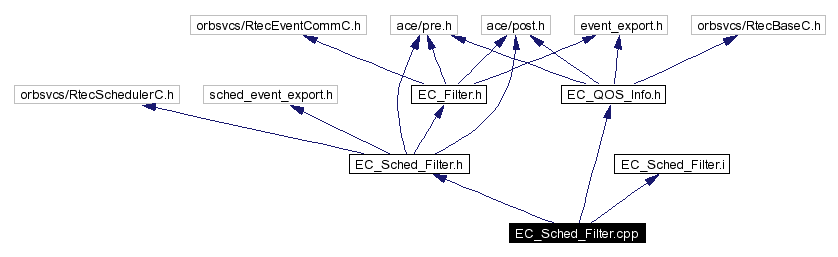 orbsvcs/RtecEventCommC.h
ace/pre.h
ace/post.h
event_export.h
orbsvcs/RtecBaseC.h
orbsvcs/RtecSchedulerC.h
sched_event_export.h
EC_Filter.h
EC_QOS_Info.h
EC_Sched_Filter.h
EC_Sched_Filter.i
EC_Sched_Filter.cpp